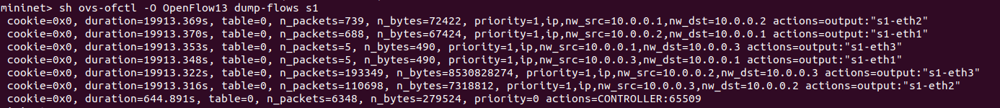 mininet> sh ovs-ofctl -O OpenFlow13 dump-flows s1
cookie=0x0, duration=19913.369s, table=0, n_packets=739, n_bytes=72422, priority=1,ip,nw_src=10.0.0.1,nw_dst=10.0.0.2 actions=output:"s1-eth2"
cookie=0x0, duration=19913.370s, table=0, n_packets=688, n_bytes=67424, priority=1,ip,nw_src=10.0.0.2,nw_dst=10.0.0.1 actions=output:"s1-eth1"
cookie=0x0, duration=19913.353s, table=0, n_packets=5, n_bytes=490, priority=1,ip,nw_src=10.0.0.1,nw_dst=10.0.0.3 actions=output:"s1-eth3"
cookie=0x0, duration=19913.348s, table=0, n_packets=5, n_bytes=490, priority=1,ip,nw_src=10.0.0.3,nw_dst=10.0.0.1 actions=output:"s1-eth1"
cookie=0x0, duration=19913.322s, table=0, n_packets=193349, n_bytes=8530828274, priority=1,ip,nw_src=10.0.0.2,nw_dst=10.0.0.3 actions=output:"s1-eth3"
cookie=0x0, duration=19913.316s, table=0, n_packets=110698, n_bytes=7318812, priority=1,ip,nw_src=10.0.0.3,nw_dst=10.0.0.2 actions=output:"s1-eth2"
cookie=0x0, duration=644.891s, table=0, n_packets=6348, n_bytes=279524, priority=0 actions=CONTROLLER:65509